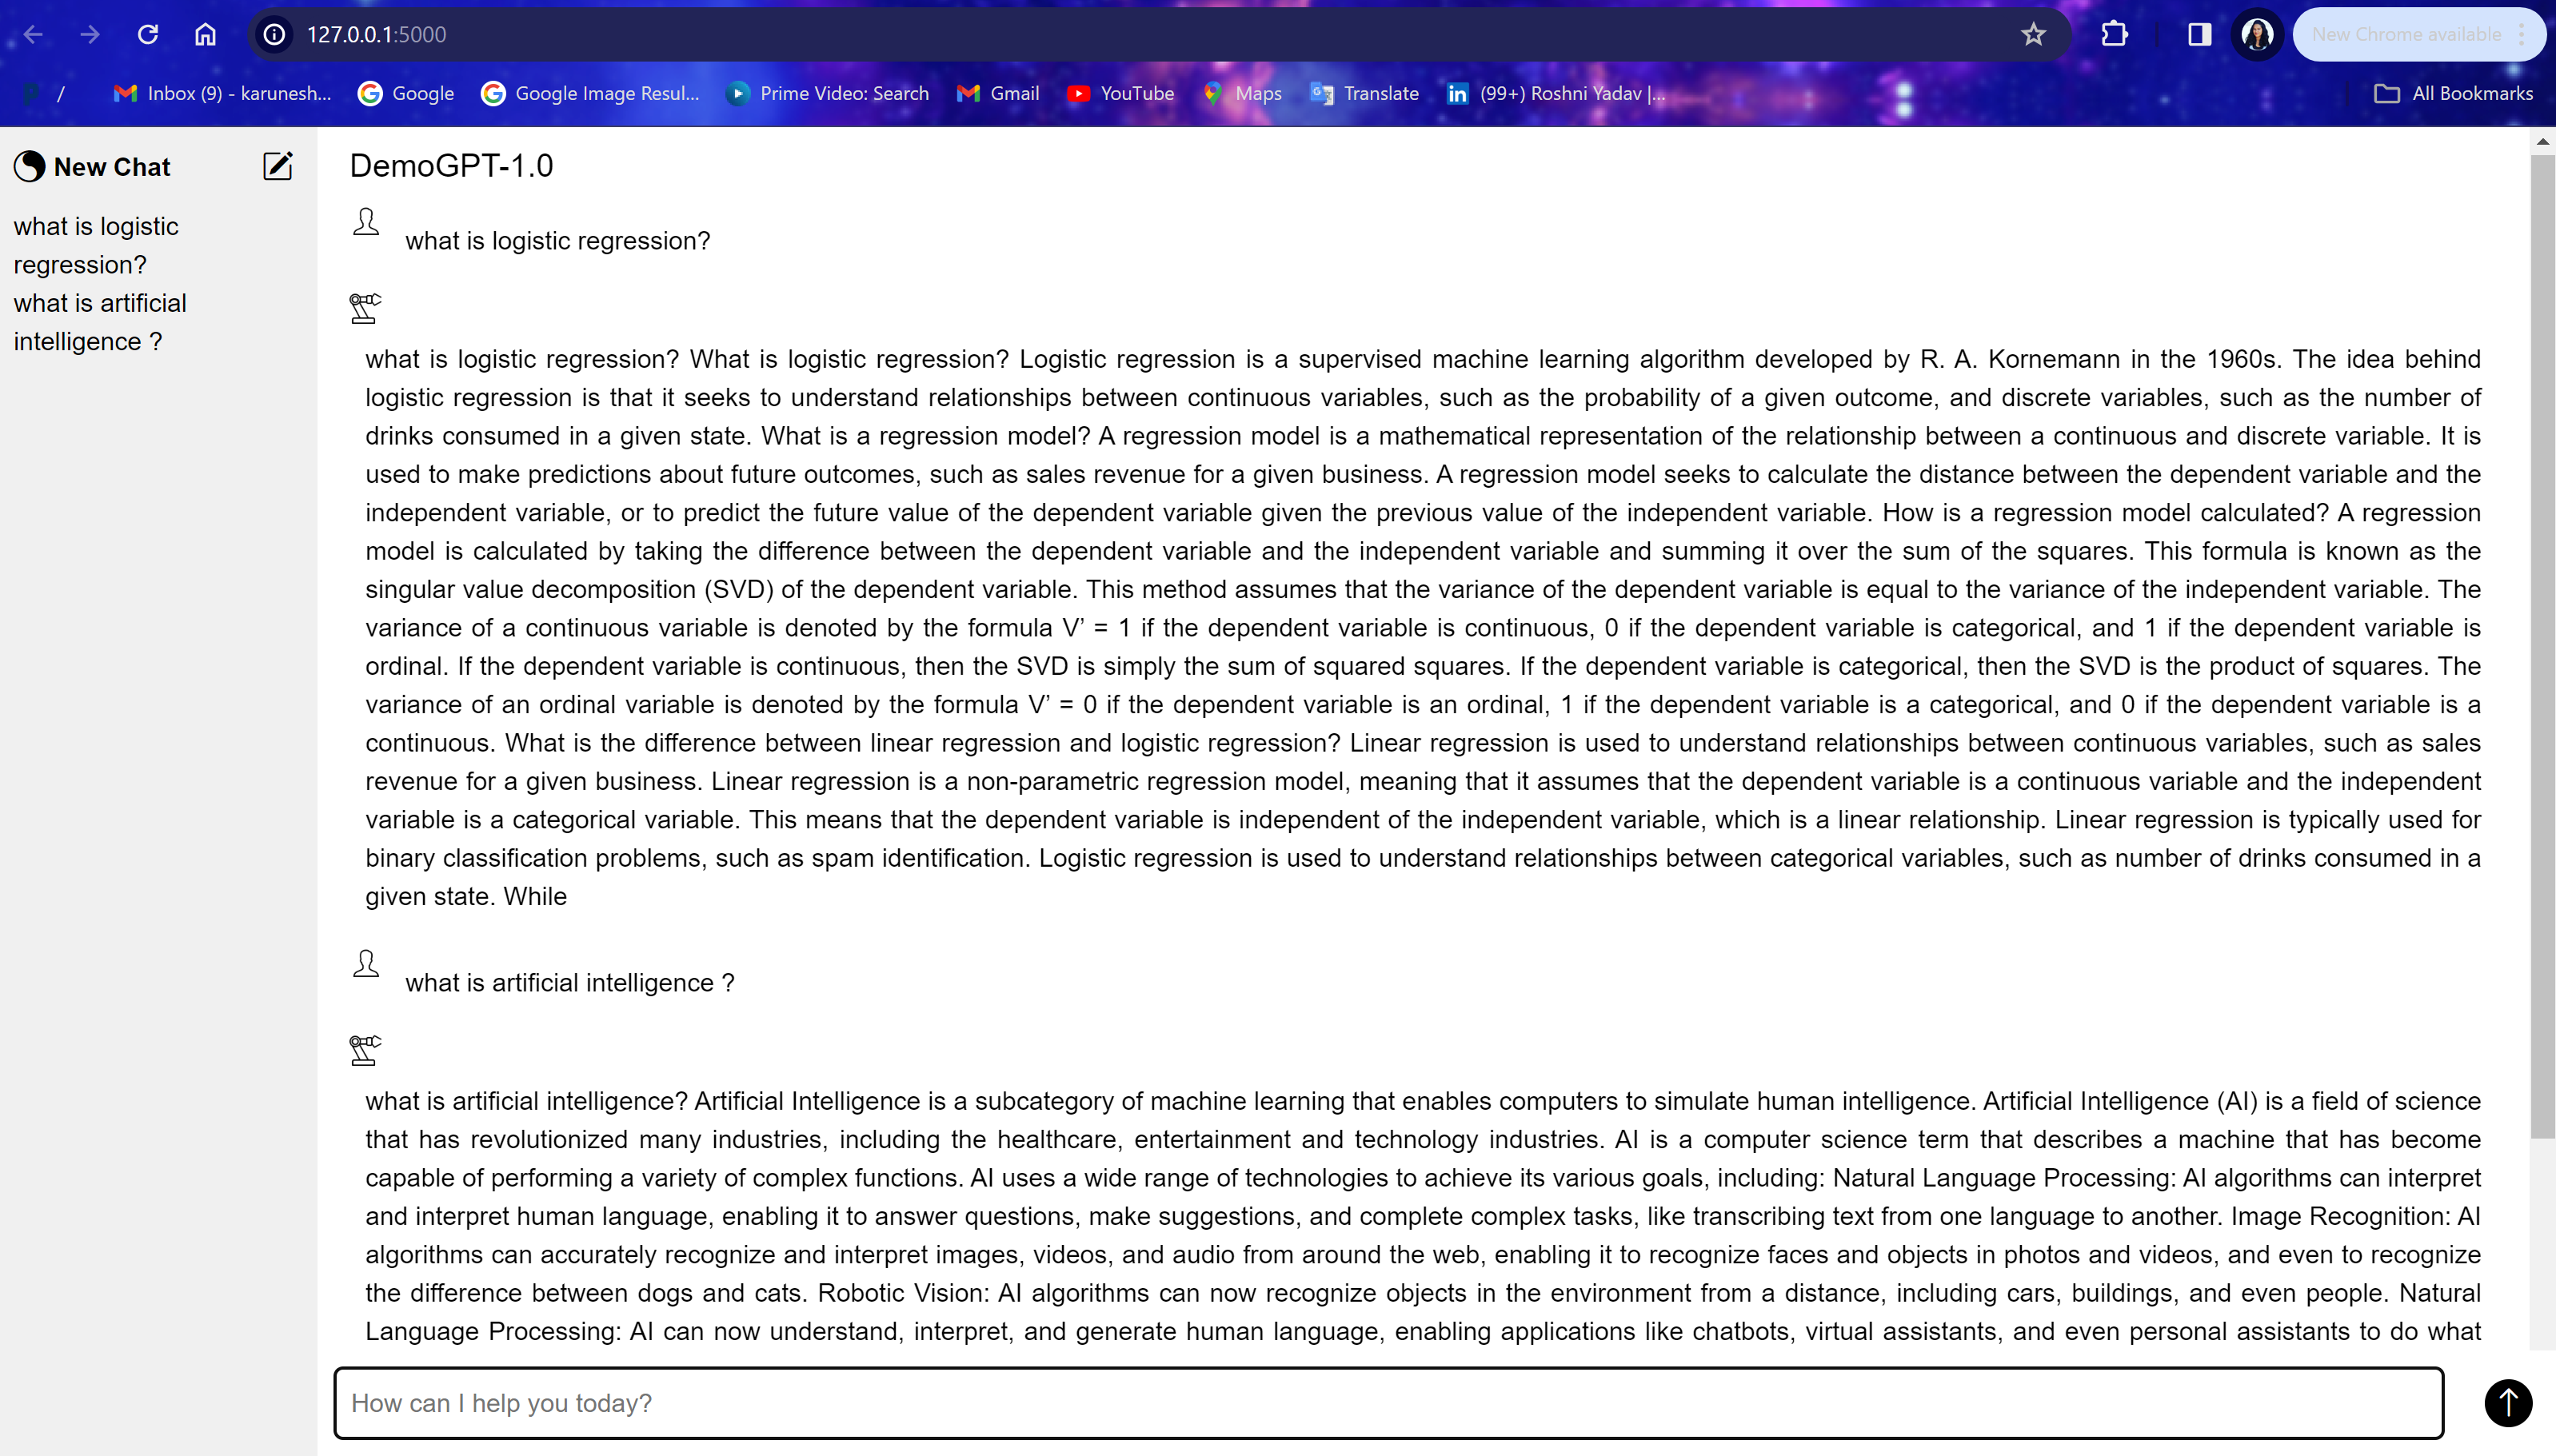 127.0.0.1:5000
New Chrome available
/
Inbox (9) - karunesh...
Google
Google Image Resul...
Prime Video: Search
Gmail
YouTube
Maps
Translate
(99+) Roshni Yadav |...
All Bookmarks
New Chat
what is logistic
regression?
what is artificial
intelligence ?
DemoGPT-1.0
what is logistic regression?
what is logistic regression? What is logistic regression? Logistic regression is a supervised machine learning algorithm developed by R. A. Kornemann in the 1960s. The idea behind
logistic regression is that it seeks to understand relationships between continuous variables, such as the probability of a given outcome, and discrete variables, such as the number of
drinks consumed in a given state. What is a regression model? A regression model is a mathematical representation of the relationship between a continuous and discrete variable. It is
used to make predictions about future outcomes, such as sales revenue for a given business. A regression model seeks to calculate the distance between the dependent variable and the
independent variable, or to predict the future value of the dependent variable given the previous value of the independent variable. How is a regression model calculated? A regression
model is calculated by taking the difference between the dependent variable and the independent variable and summing it over the sum of the squares. This formula is known as the
singular value decomposition (SVD) of the dependent variable. This method assumes that the variance of the dependent variable is equal to the variance of the independent variable. The
variance of a continuous variable is denoted by the formula V’ = 1 if the dependent variable is continuous, 0 if the dependent variable is categorical, and 1 if the dependent variable is
ordinal. If the dependent variable is continuous, then the SVD is simply the sum of squared squares. If the dependent variable is categorical, then the SVD is the product of squares. The
variance of an ordinal variable is denoted by the formula V’ = 0 if the dependent variable is an ordinal, 1 if the dependent variable is a categorical, and 0 if the dependent variable is a
continuous. What is the difference between linear regression and logistic regression? Linear regression is used to understand relationships between continuous variables, such as sales
revenue for a given business. Linear regression is a non-parametric regression model, meaning that it assumes that the dependent variable is a continuous variable and the independent
variable is a categorical variable. This means that the dependent variable is independent of the independent variable, which is a linear relationship. Linear regression is typically used for
binary classification problems, such as spam identification. Logistic regression is used to understand relationships between categorical variables, such as number of drinks consumed in a
given state. While
what is artificial intelligence ?
what is artificial intelligence? Artificial Intelligence is a subcategory of machine learning that enables computers to simulate human intelligence. Artificial Intelligence (AI) is a field of science
that has revolutionized many industries, including the healthcare, entertainment and technology industries. AI is a computer science term that describes a machine that has become
capable of performing a variety of complex functions. AI uses a wide range of technologies to achieve its various goals, including: Natural Language Processing: AI algorithms can interpret
and interpret human language, enabling it to answer questions, make suggestions, and complete complex tasks, like transcribing text from one language to another. Image Recognition: AI
algorithms can accurately recognize and interpret images, videos, and audio from around the web, enabling it to recognize faces and objects in photos and videos, and even to recognize
the difference between dogs and cats. Robotic Vision: AI algorithms can now recognize objects in the environment from a distance, including cars, buildings, and even people. Natural
Language Processing: AI can now understand, interpret, and generate human language, enabling applications like chatbots, virtual assistants, and even personal assistants to do what
How can I help you today?